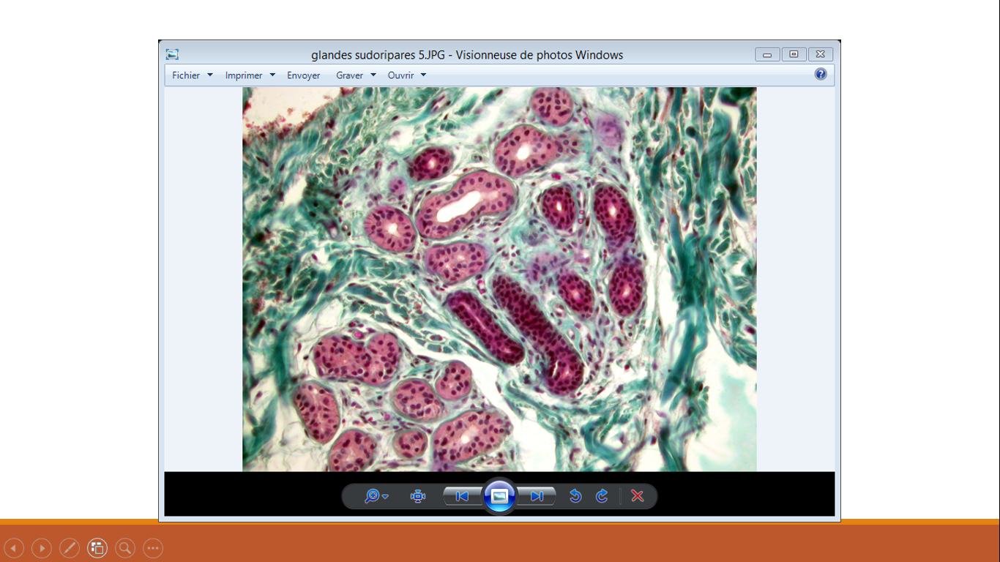 glandes sudoripares 5.JPG - Visionneuse de photos Windows
Fichier Imprimer Envoyer Graver Ouvrir ?